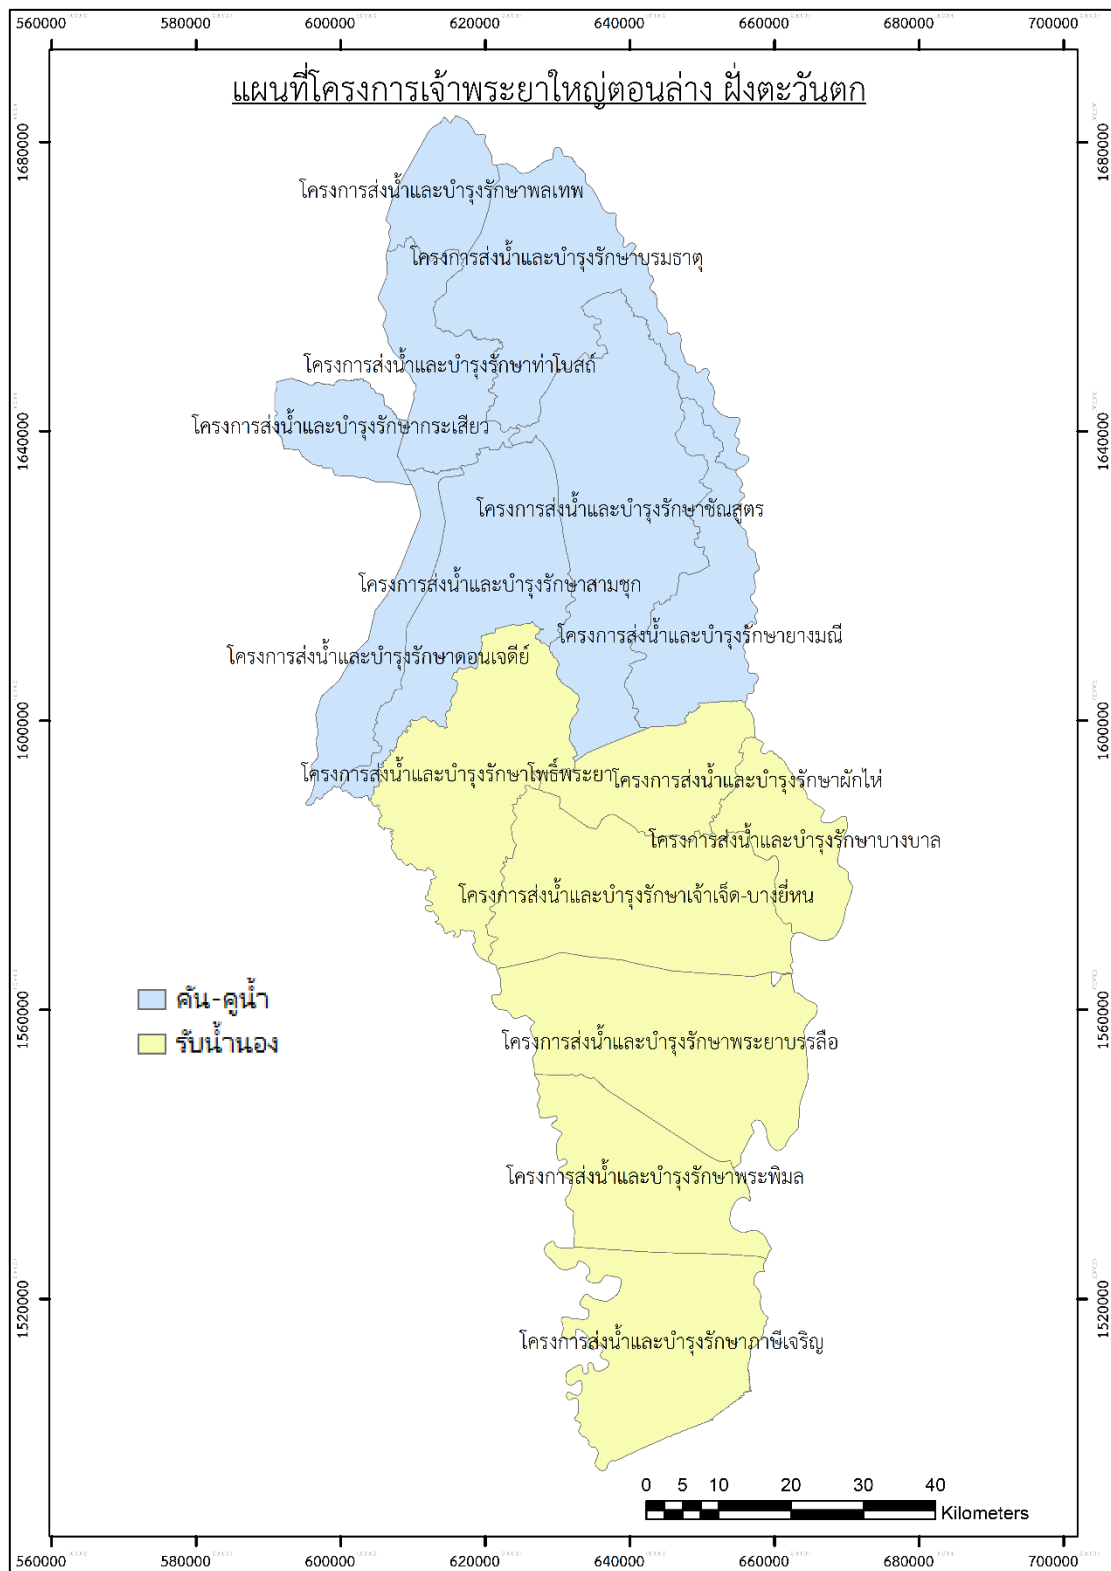 560000 580000 600000 620000 640000 660000 680000 700000
แผนที่โครงการเจ้าพระยาใหญ่ตอนล่าง ฝั่งตะวันตก
1680000 1680000
โครงการส่งน้ำและบำรุงรักษาพลเทพ
โครงการส่งน้ำและบำรุงรักษาบรมธาตุ
โครงการส่งน้ำและบำรุงรักษาท่าโบสถ์
โครงการส่งน้ำและบำรุงรักษากระเสียว
1640000 1640000
โครงการส่งน้ำและบำรุงรักษาชัณสูตร
โครงการส่งน้ำและบำรุงรักษาสามชุก
โครงการส่งน้ำและบำรุงรักษายางมณี
โครงการส่งน้ำและบำรุงรักษาดอนเจดีย์
1600000 1600000
โครงการส่งน้ำและบำรุงรักษาโพธิ์พระยา
โครงการส่งน้ำและบำรุงรักษาผักไห่
โครงการส่งน้ำและบำรุงรักษาบางบาล
โครงการส่งน้ำและบำรุงรักษาเจ้าเจ็ด-บางยี่หน
คัน-คูน้ำ
1560000 1560000
รับน้ำนอง
โครงการส่งน้ำและบำรุงรักษาพระยาบรรลือ
โครงการส่งน้ำและบำรุงรักษาพระพิมล
1520000 1520000
โครงการส่งน้ำและบำรุงรักษาภาษีเจริญ
0 5 10 20 30 40
Kilometers
560000 580000 600000 620000 640000 660000 680000 700000